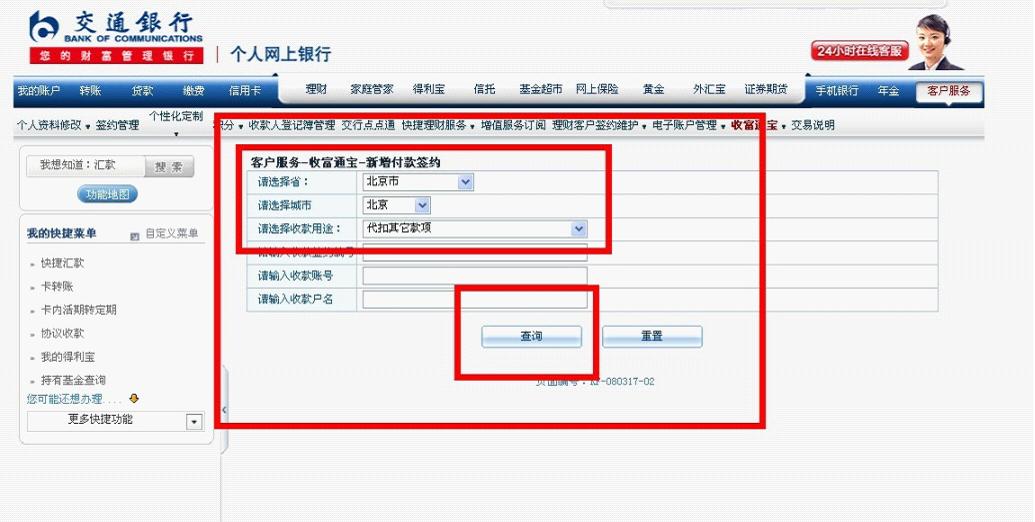 交通銀行
BANK OF COMMUNICATIONS
您的财富管理银行
个人网上银行
24小时在线客服
我的账户 转账 贷款 缴费 信用卡 理财 家庭管家 得利宝 信托 基金超市 网上保险 黄金 外汇宝 证券期货 手机银行 年金 客户服务
个人资料修改 签约管理 个性化定制 积分 收款人登记簿管理 交行点点通 快捷理财服务 增值服务订阅 理财客户签约维护 电子账户管理 收富通宝 交易说明
我想知道：汇款 搜索
功能地图
我的快捷菜单 自定义菜单
快捷汇款
卡转账
卡内活期转定期
协议收款
我的得利宝
持有基金查询
您可能还想办理....
更多快捷功能
客户服务-收富通宝-新增付款签约
请选择省： 北京市
请选择城市 北京
请选择收款用途： 代扣其它款项
请输入收款签约编号
请输入收款账号
请输入收款户名
查询 重置
页面编号：KF-080317-02